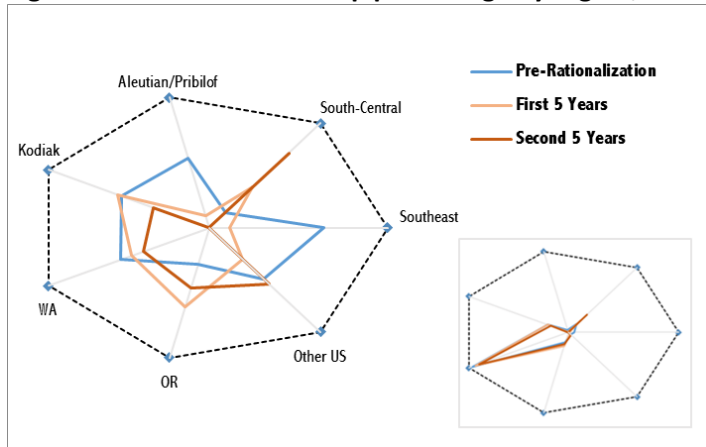 Aleutian/Pribilof
South-Central
Kodiak
Southeast
WA
OR
Other US
Pre-Rationalization
First 5 Years
Second 5 Years